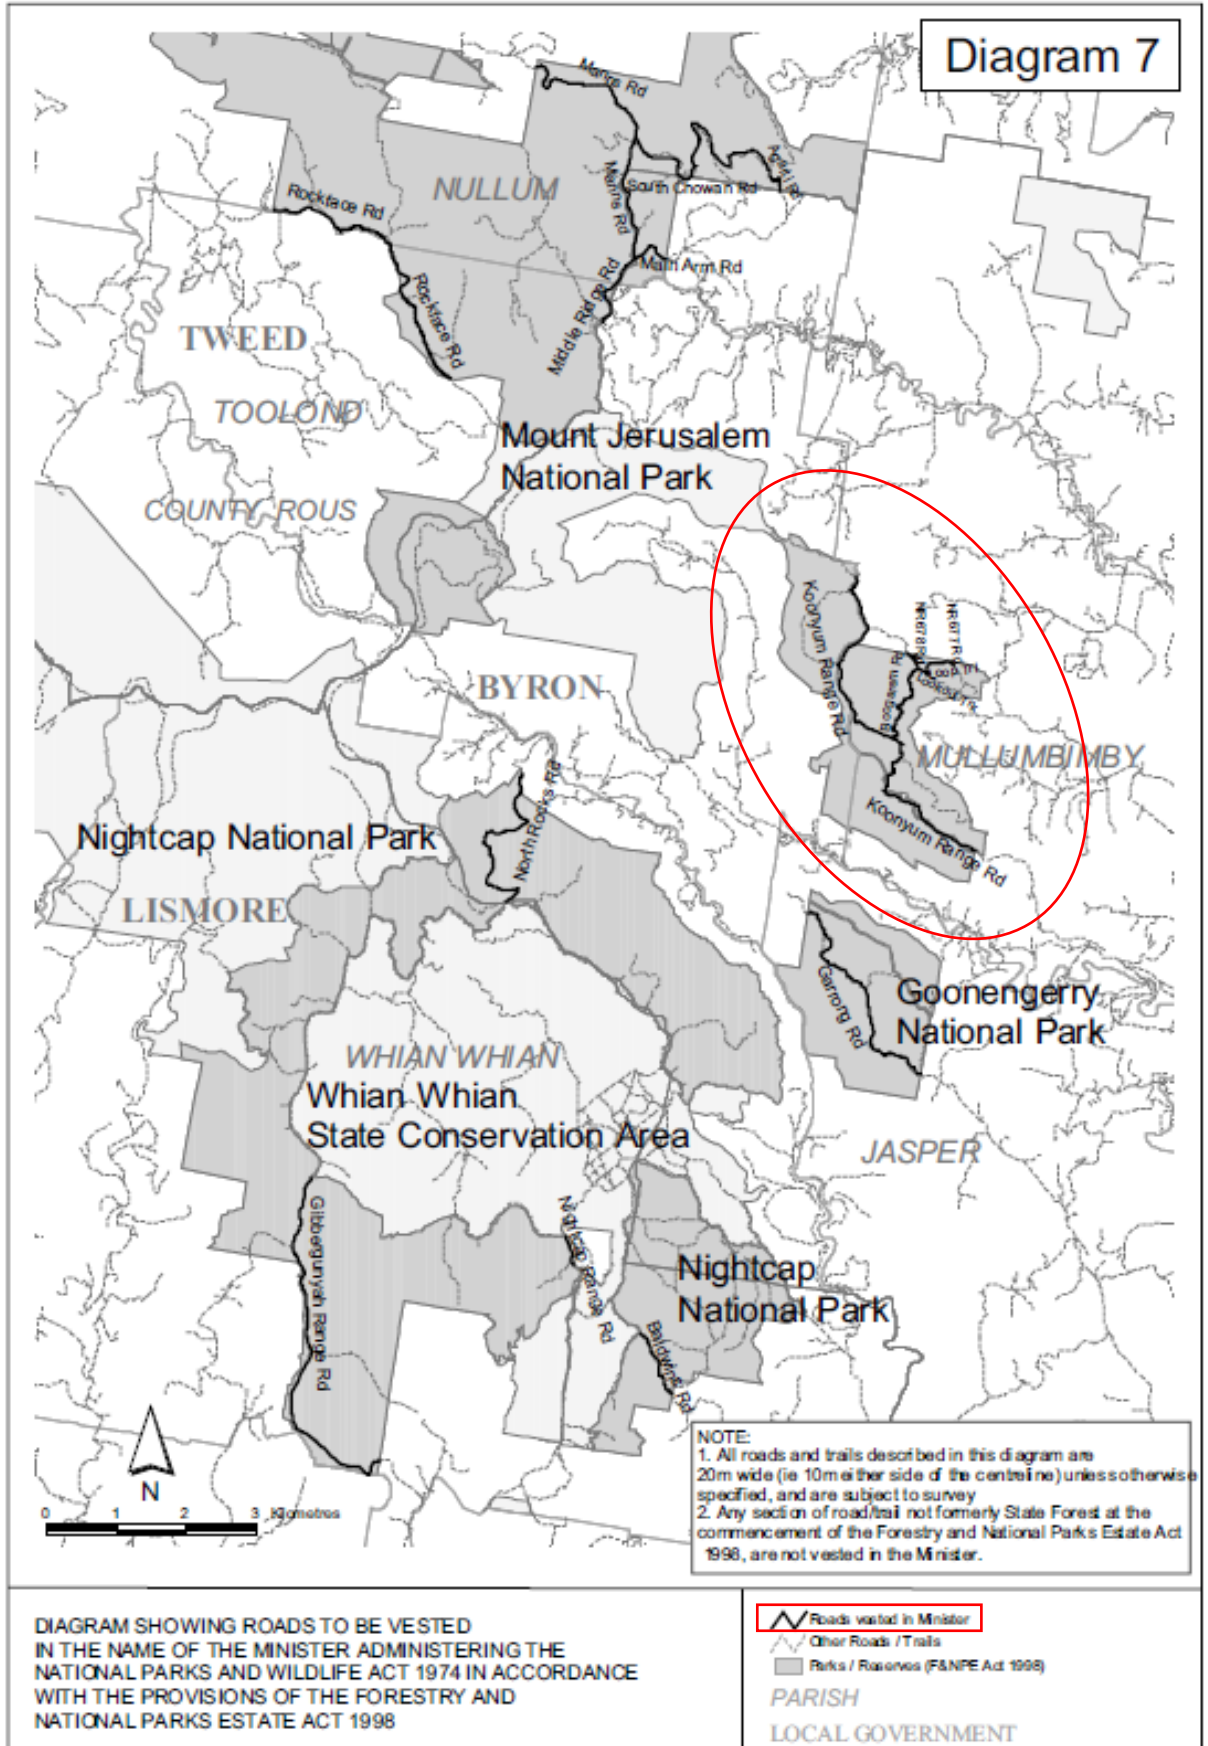 Diagram 7
Manns Rd
Manns Rd
South Chowan Rd
NULLUM
Rockface Rd
Main Arm Rd
Rockface Rd
Middle Ridge Rd
TWEED
TOOLOND
Mount Jerusalem
National Park
COUNTY ROUS
Koonyum Range Rd
BYRON
MULLUMBIMBY
North Rocks Rd
Nightcap National Park
Koonyum Range Rd
LISMORE
Garrong Rd
Goonengerry
National Park
WHIAN WHIAN
Whian Whian
State Conservation Area
JASPER
Gibbergunyah Range Rd
Nightcap Range Rd
Nightcap
National Park
Baldwins Rd
N
0 1 2 3 Kilometres
NOTE:
1. All roads and trails described in this diagram are
20m wide (ie 10m either side of the centreline) unless otherwise
specified, and are subject to survey
2. Any section of road/trail not formerly State Forest at the
commencement of the Forestry and National Parks Estate Act
1998, are not vested in the Minister.
DIAGRAM SHOWING ROADS TO BE VESTED
IN THE NAME OF THE MINISTER ADMINISTERING THE
NATIONAL PARKS AND WILDLIFE ACT 1974 IN ACCORDANCE
WITH THE PROVISIONS OF THE FORESTRY AND
NATIONAL PARKS ESTATE ACT 1998
Roads vested in Minister
Other Roads / Trails
Parks / Reserves (F&NPE Act 1998)
PARISH
LOCAL GOVERNMENT